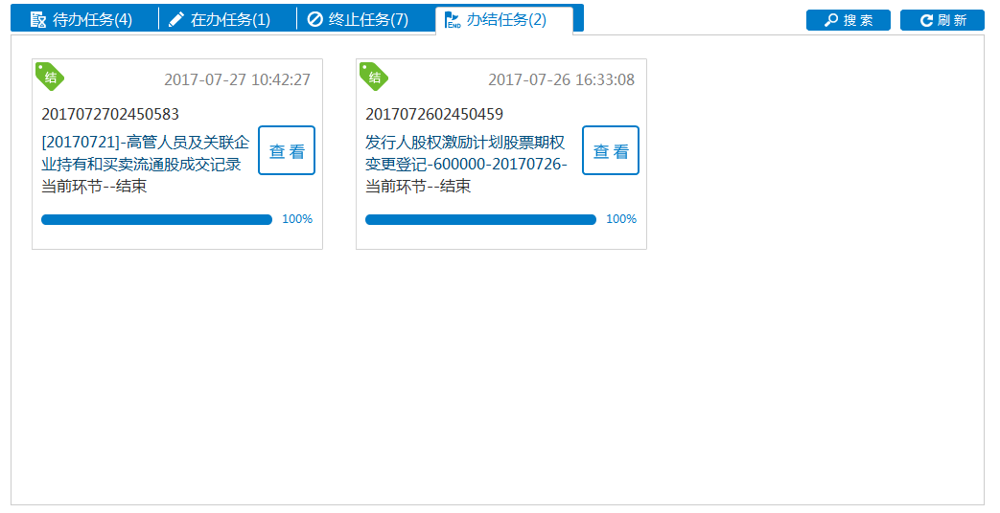 待办任务(4) 在办任务(1) 终止任务(7) END 办结任务(2) 搜 索 刷 新
结 2017-07-27 10:42:27
2017072702450583
[20170721]-高管人员及关联企
业持有和买卖流通股成交记录
当前环节--结束
查 看
100%
结 2017-07-26 16:33:08
2017072602450459
发行人股权激励计划股票期权
变更登记-600000-20170726-
当前环节--结束
查 看
100%